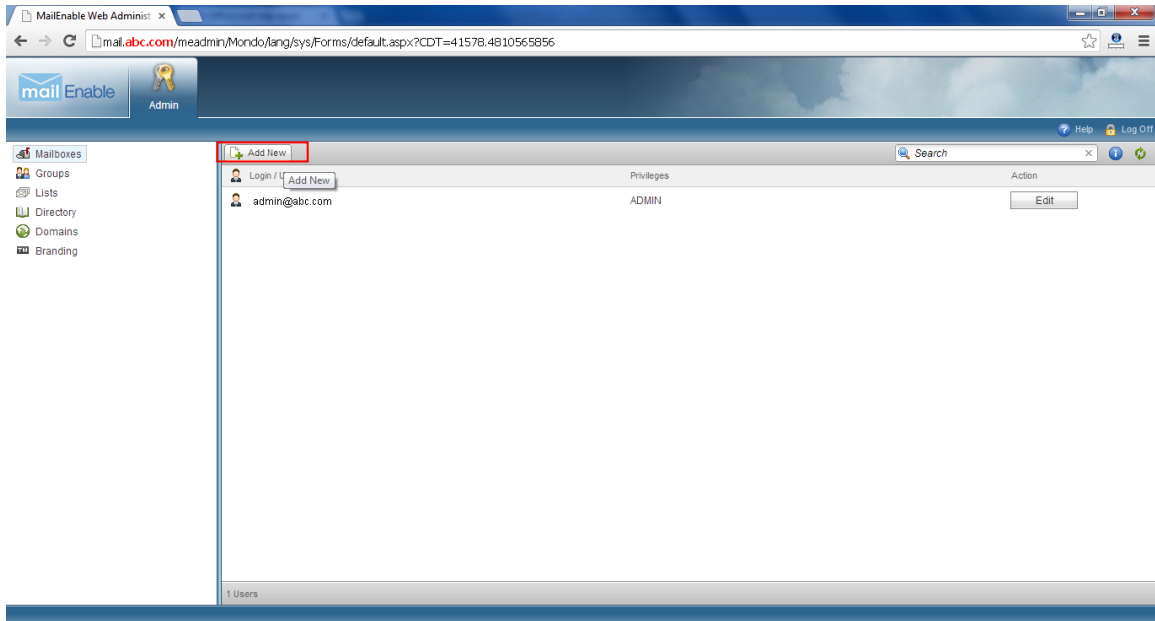 MailEnable Web Administ ×
mail.abc.com/meadmin/Mondo/lang/sys/Forms/default.aspx?CDT=41578.4810565856
mail Enable
Admin
Help Log Off
Mailboxes
Groups
Lists
Directory
Domains
Branding
Add New Search
Login / Privileges Action
Add New
admin@abc.com ADMIN Edit
1 Users